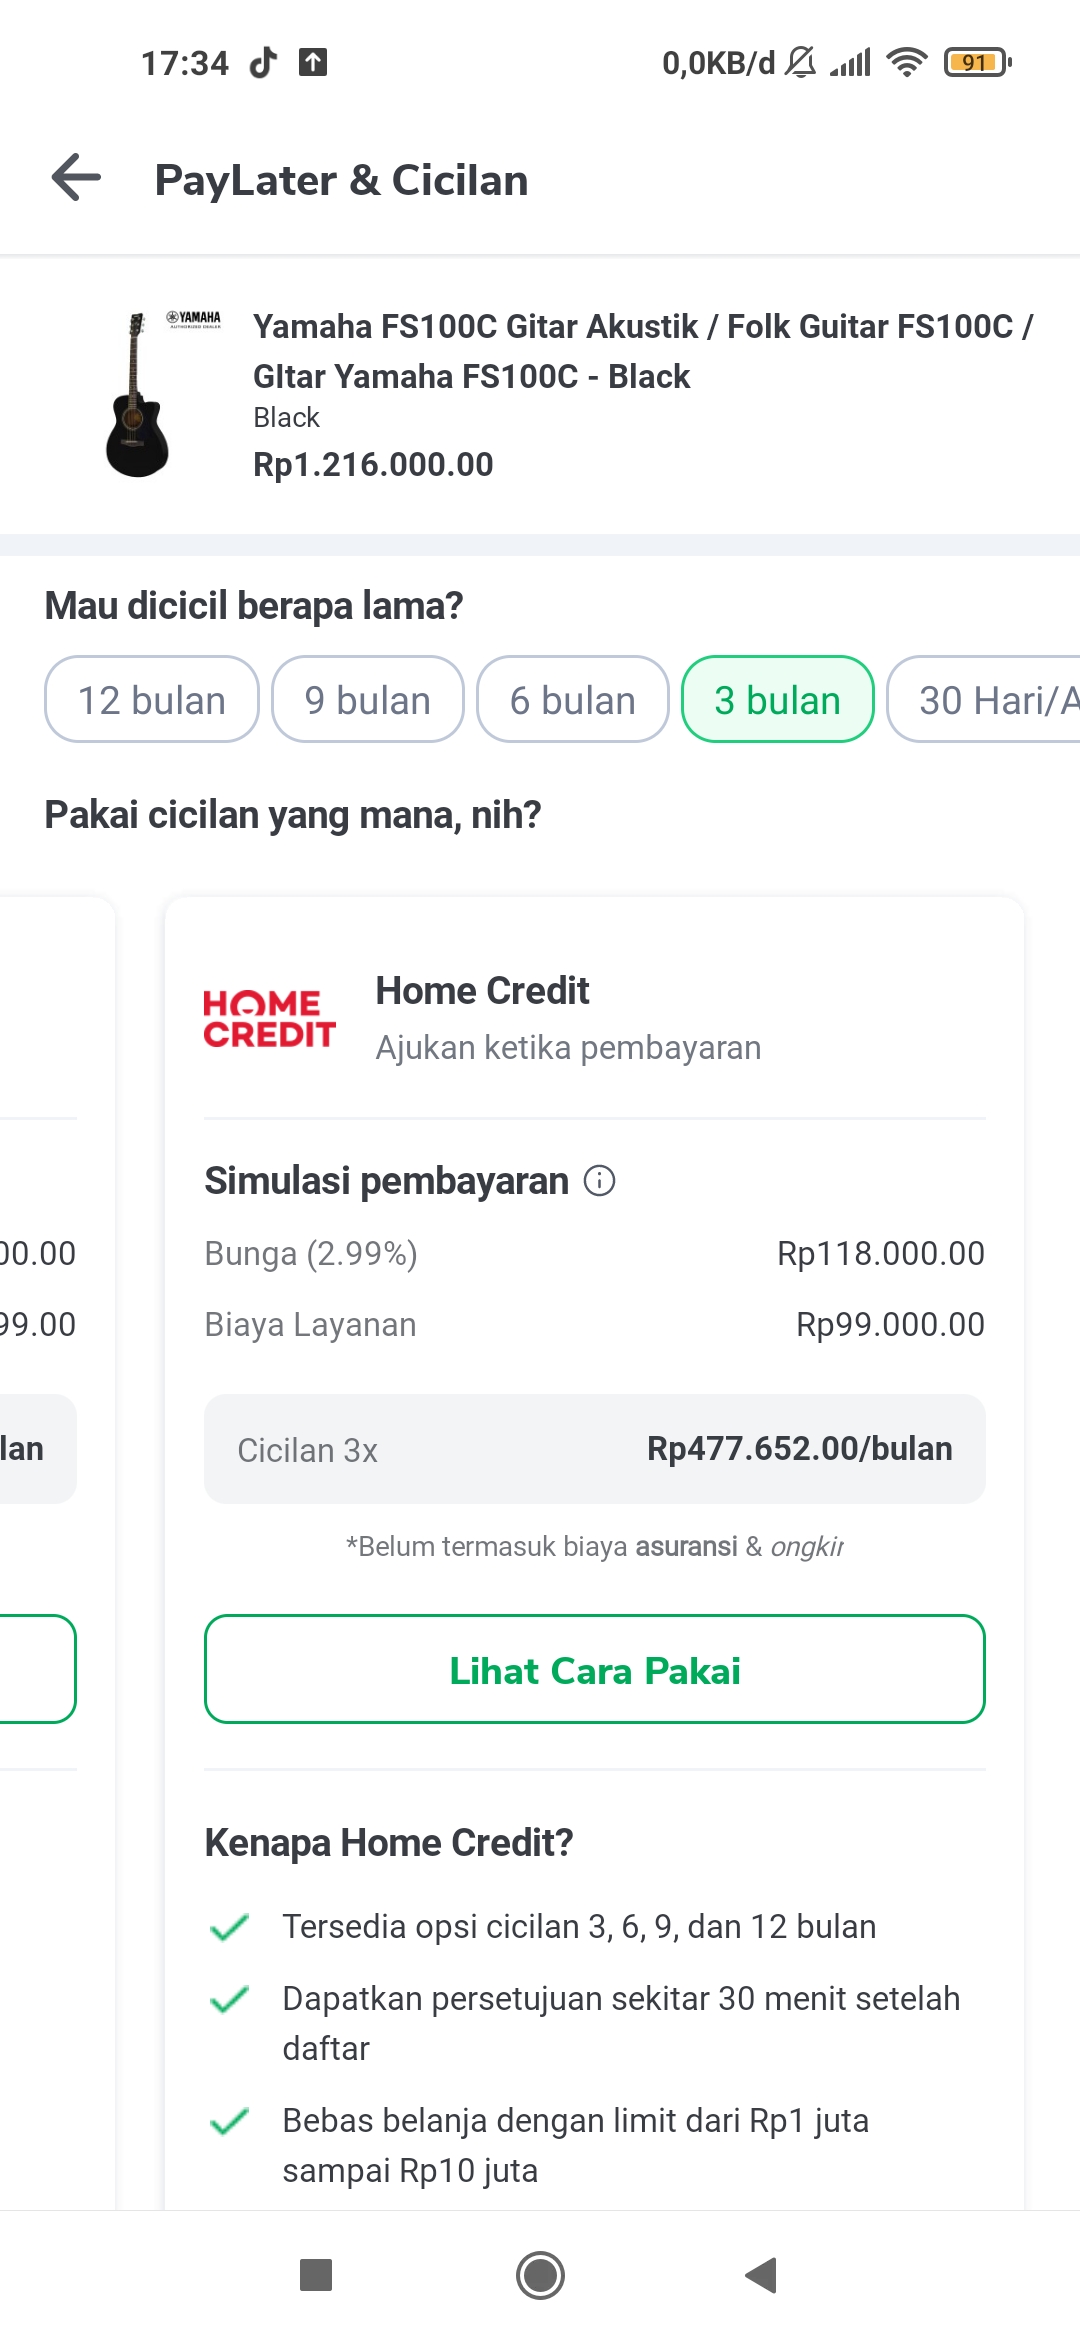 17:34
0,0KB/d
91
PayLater & Cicilan
YAMAHA
AUTHORIZED DEALER
Yamaha FS100C Gitar Akustik / Folk Guitar FS100C /
GItar Yamaha FS100C - Black
Black
Rp1.216.000.00
Mau dicicil berapa lama?
12 bulan
9 bulan
6 bulan
3 bulan
30 Hari/A
Pakai cicilan yang mana, nih?
HOME
CREDIT
Home Credit
Ajukan ketika pembayaran
Simulasi pembayaran
00.00
Bunga (2.99%)
Rp118.000.00
99.00
Biaya Layanan
Rp99.000.00
lan
Cicilan 3x
Rp477.652.00/bulan
*Belum termasuk biaya asuransi & ongkir
Lihat Cara Pakai
Kenapa Home Credit?
Tersedia opsi cicilan 3, 6, 9, dan 12 bulan
Dapatkan persetujuan sekitar 30 menit setelah
daftar
Bebas belanja dengan limit dari Rp1 juta
sampai Rp10 juta